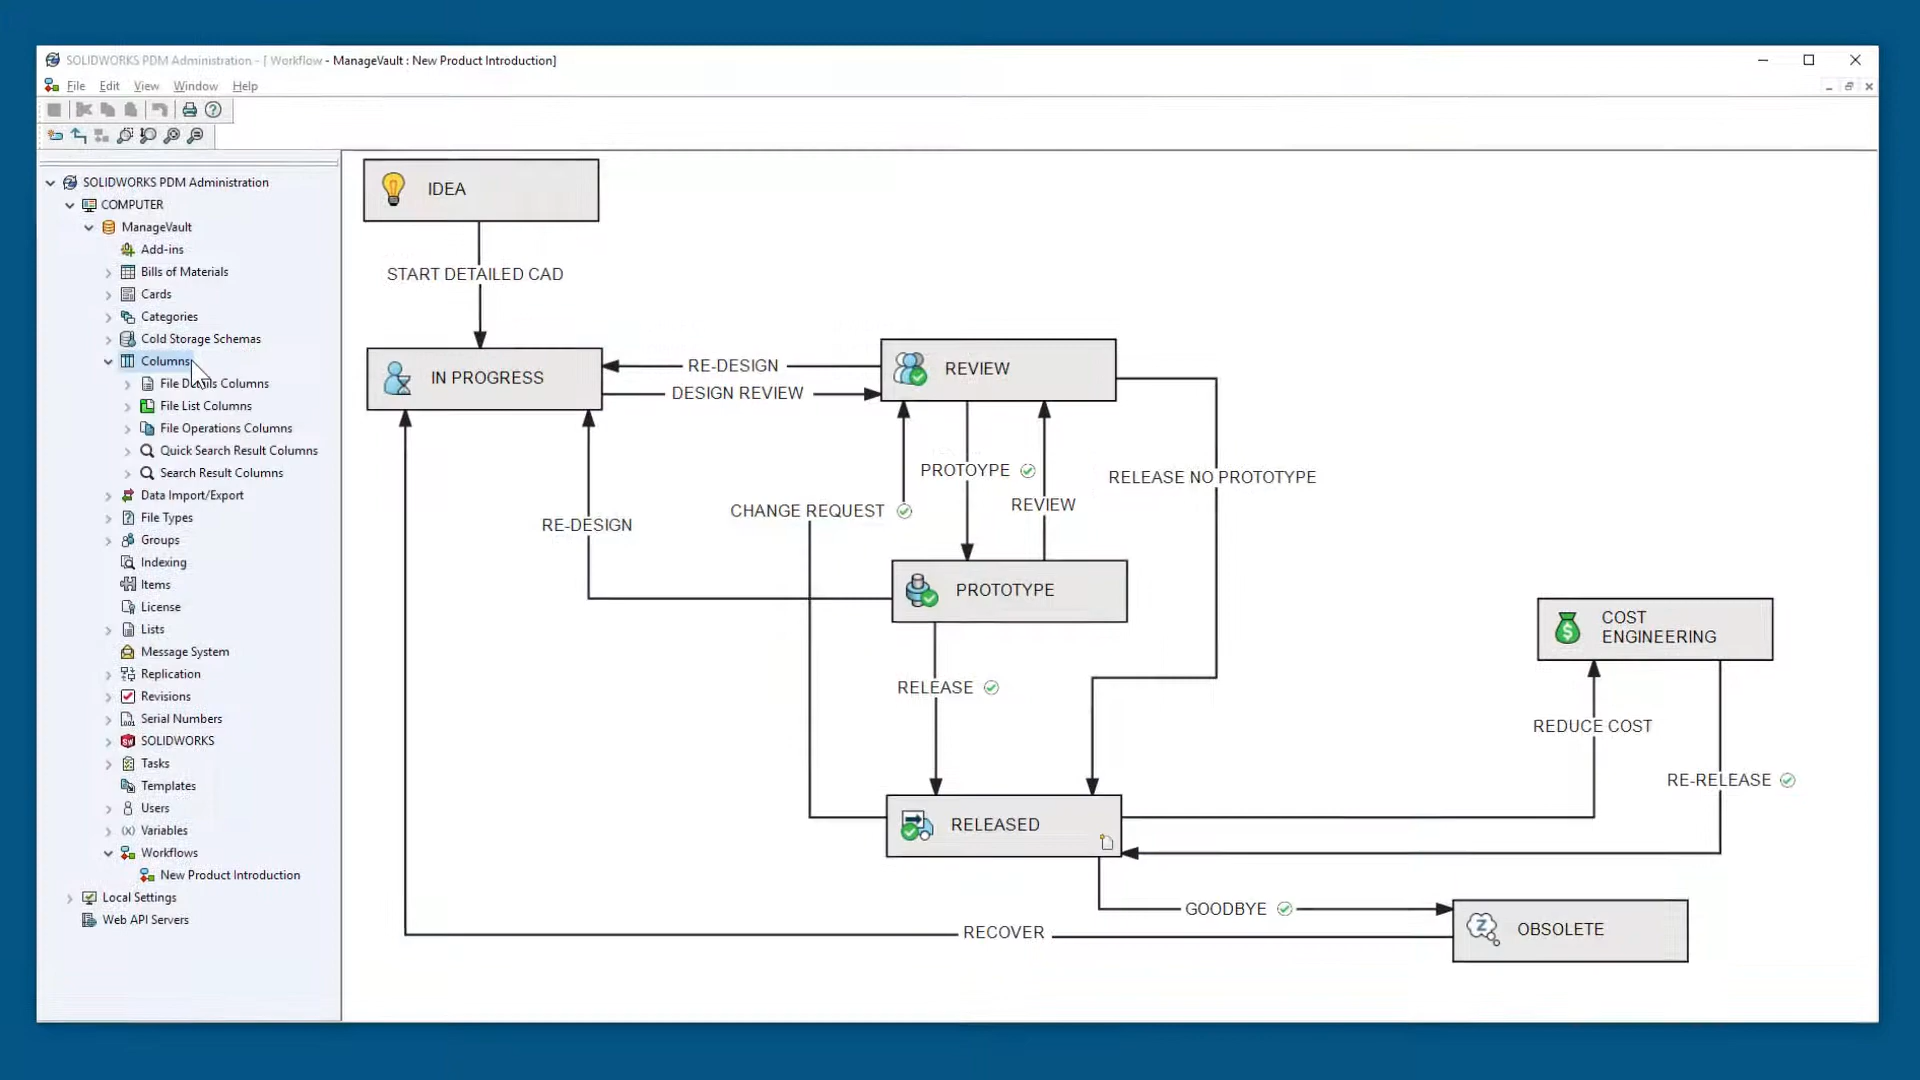 SOLIDWORKS PDM Administration - [ Workflow - ManageVault : New Product Introduction]
File Edit View Window Help
SOLIDWORKS PDM Administration
COMPUTER
ManageVault
Add-ins
Bills of Materials
Cards
Categories
Cold Storage Schemas
Columns
File Details Columns
File List Columns
File Operations Columns
Quick Search Result Columns
Search Result Columns
Data Import/Export
File Types
Groups
Indexing
Items
License
Lists
Message System
Replication
Revisions
Serial Numbers
SOLIDWORKS
Tasks
Templates
Users
Variables
Workflows
New Product Introduction
Local Settings
Web API Servers
IDEA
START DETAILED CAD
IN PROGRESS
RE-DESIGN
DESIGN REVIEW
REVIEW
PROTOYPE
REVIEW
RELEASE NO PROTOTYPE
CHANGE REQUEST
RE-DESIGN
PROTOTYPE
COST
ENGINEERING
RELEASE
REDUCE COST
RE-RELEASE
RELEASED
GOODBYE
RECOVER
OBSOLETE